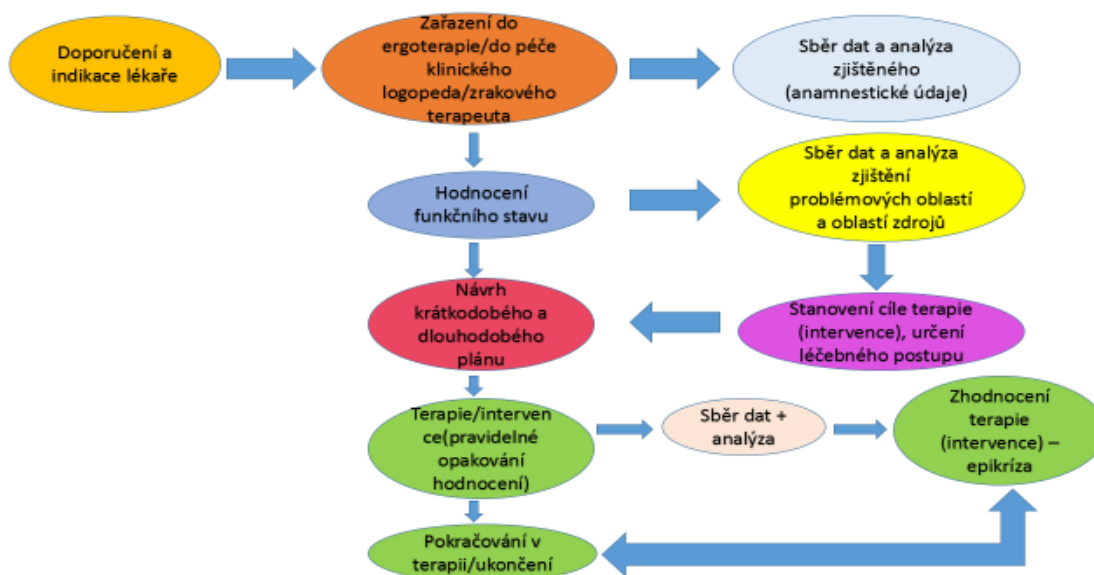 Doporučení a
indikace lékaře
Zařazení do
ergoterapie/do péče
klinického
logopeda/zrakového
terapeuta
Sběr dat a analýza
zjištěného
(anamnestické údaje)
Hodnocení
funkčního stavu
Sběr dat a analýza
zjištění
problémových oblastí
a oblastí zdrojů
Návrh
krátkodobého a
dlouhodobého
plánu
Stanovení cíle terapie
(intervence), určení
léčebného postupu
Terapie/interven
ce(pravidelné
opakování
hodnocení)
Sběr dat +
analýza
Zhodnocení
terapie
(intervence) –
epikríza
Pokračování v
terapii/ukončení